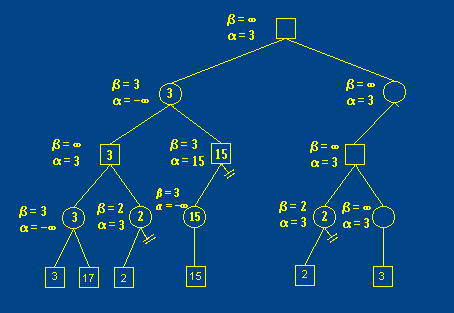 β = ∞
α = 3
β = 3
α = -∞
3
β = ∞
α = 3
β = ∞
α = 3
3
β = 3
α = 15
15
β = ∞
α = 3
β = 3
α = -∞
3
β = 2
α = 3
2
β = 3
α = -∞
15
β = 2
α = 3
2
β = ∞
α = 3
3
17
2
15
2
3